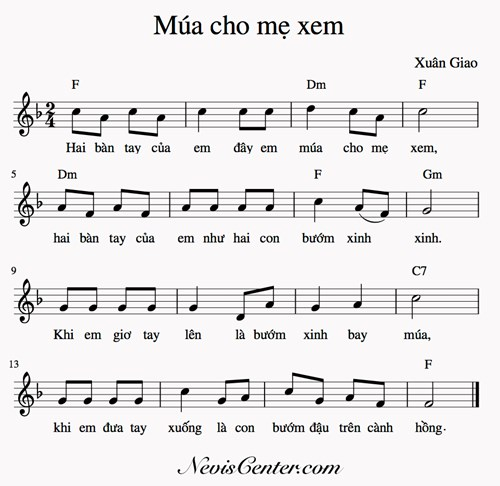 Múa cho mẹ xem
Xuân Giao
F Dm F
2
4
Hai bàn tay của em đây em múa cho mẹ xem,
5 Dm F Gm
hai bàn tay của em như hai con bướm xinh xinh.
9 C7
Khi em giơ tay lên là bướm xinh bay múa,
13 F
khi em đưa tay xuống là con bướm đậu trên cành hồng.
NevisCenter.com